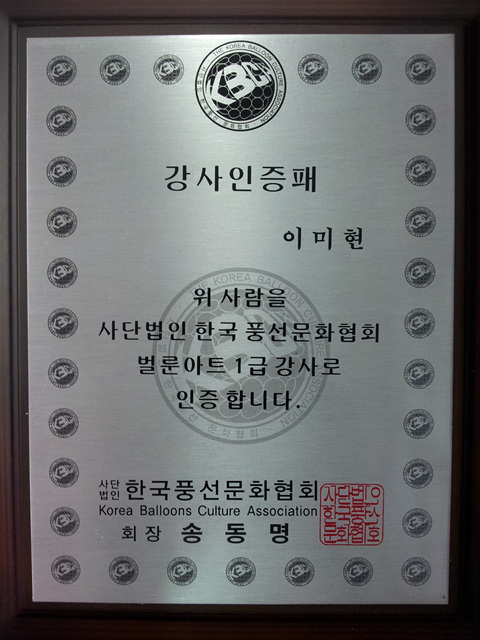 THE KOREA BALLOON CULTURE ASSOCIATION
강사인증패
이미현
위 사람을
사단법인 한국 풍선문화협회
벌룬아트 1급 강사로
인증합니다.
사단법인 한국풍선문화협회
Korea Balloons Culture Association
회장 송동명